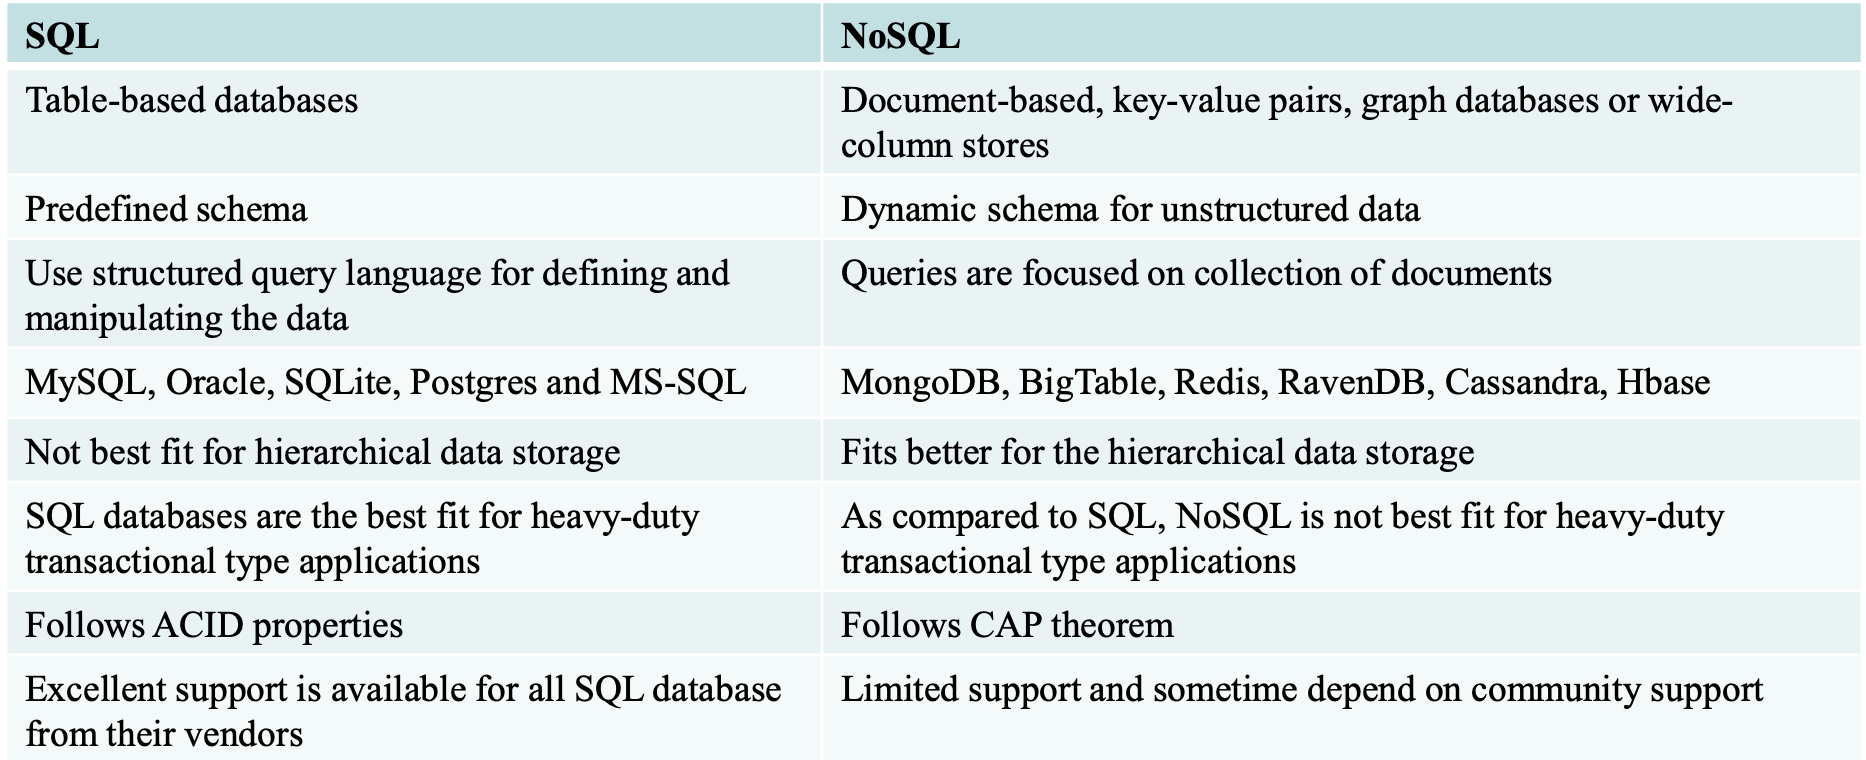 SQL
NoSQL
Table-based databases
Document-based, key-value pairs, graph databases or wide-
column stores
Predefined schema
Dynamic schema for unstructured data
Use structured query language for defining and
manipulating the data
Queries are focused on collection of documents
MySQL, Oracle, SQLite, Postgres and MS-SQL
MongoDB, BigTable, Redis, RavenDB, Cassandra, Hbase
Not best fit for hierarchical data storage
Fits better for the hierarchical data storage
SQL databases are the best fit for heavy-duty
transactional type applications
As compared to SQL, NoSQL is not best fit for heavy-duty
transactional type applications
Follows ACID properties
Follows CAP theorem
Excellent support is available for all SQL database
from their vendors
Limited support and sometime depend on community support